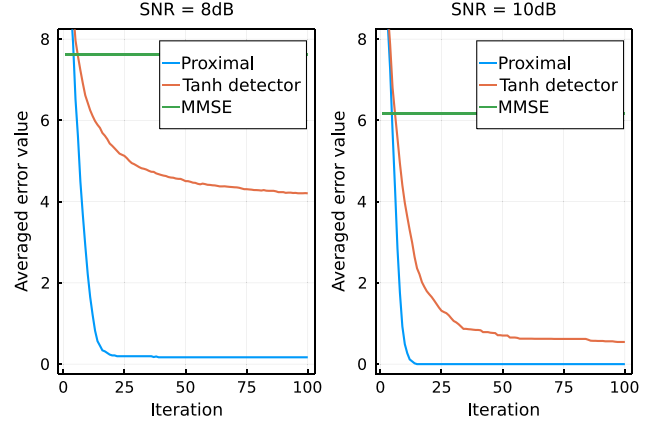 SNR = 8dB
Averaged error value
8
6
4
2
0
Proximal
Tanh detector
MMSE
0 25 50 75 100
Iteration
SNR = 10dB
Averaged error value
8
6
4
2
0
Proximal
Tanh detector
MMSE
0 25 50 75 100
Iteration